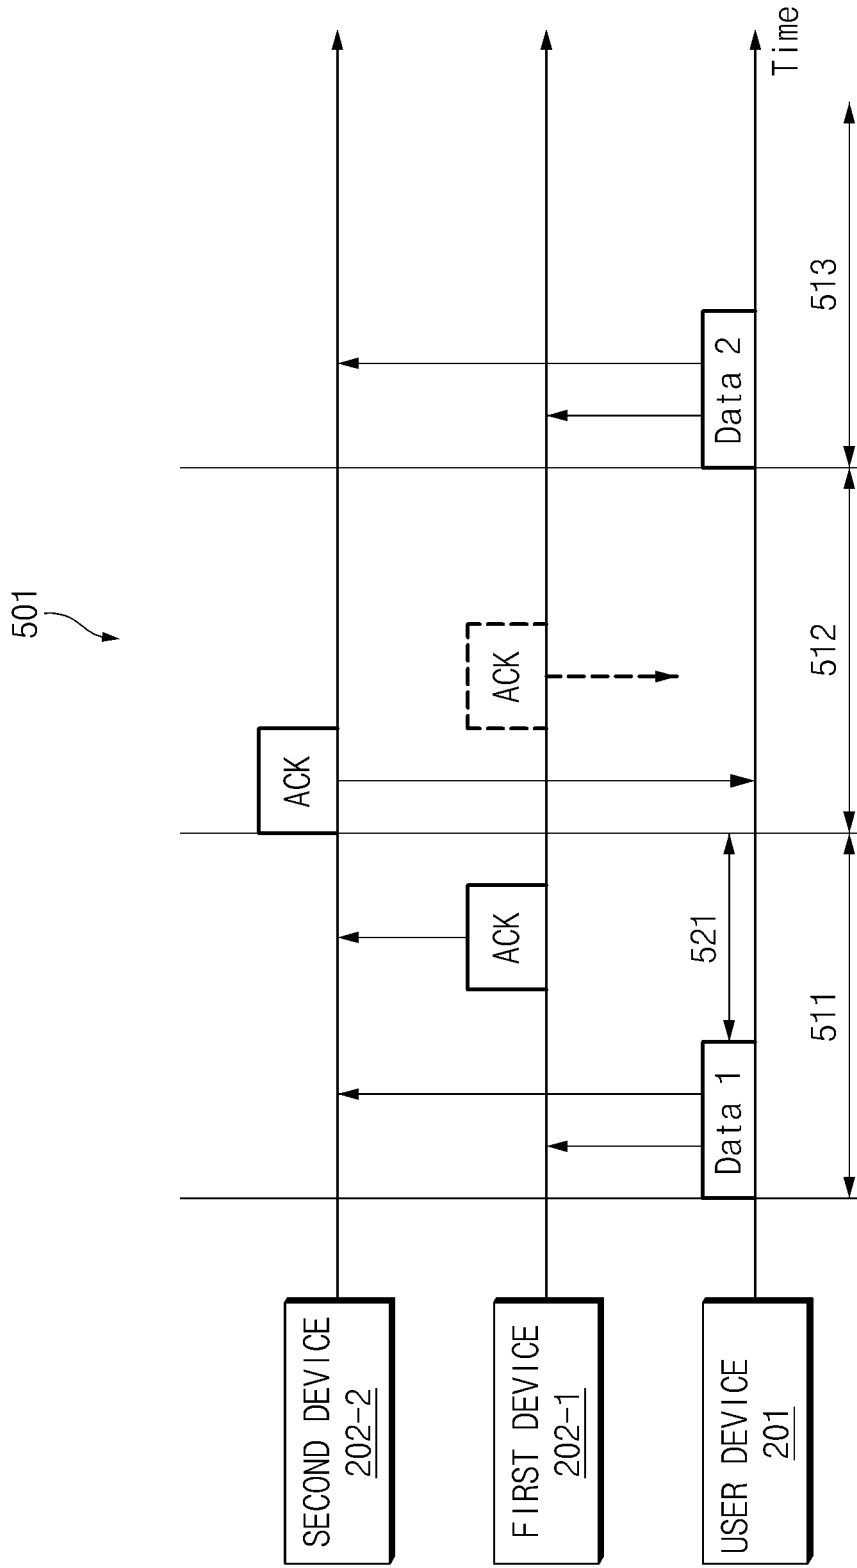 501
SECOND DEVICE
202-2
ACK
FIRST DEVICE
202-1
ACK
ACK
USER DEVICE
201
Data 1
521
Data 2
Time
511
512
513